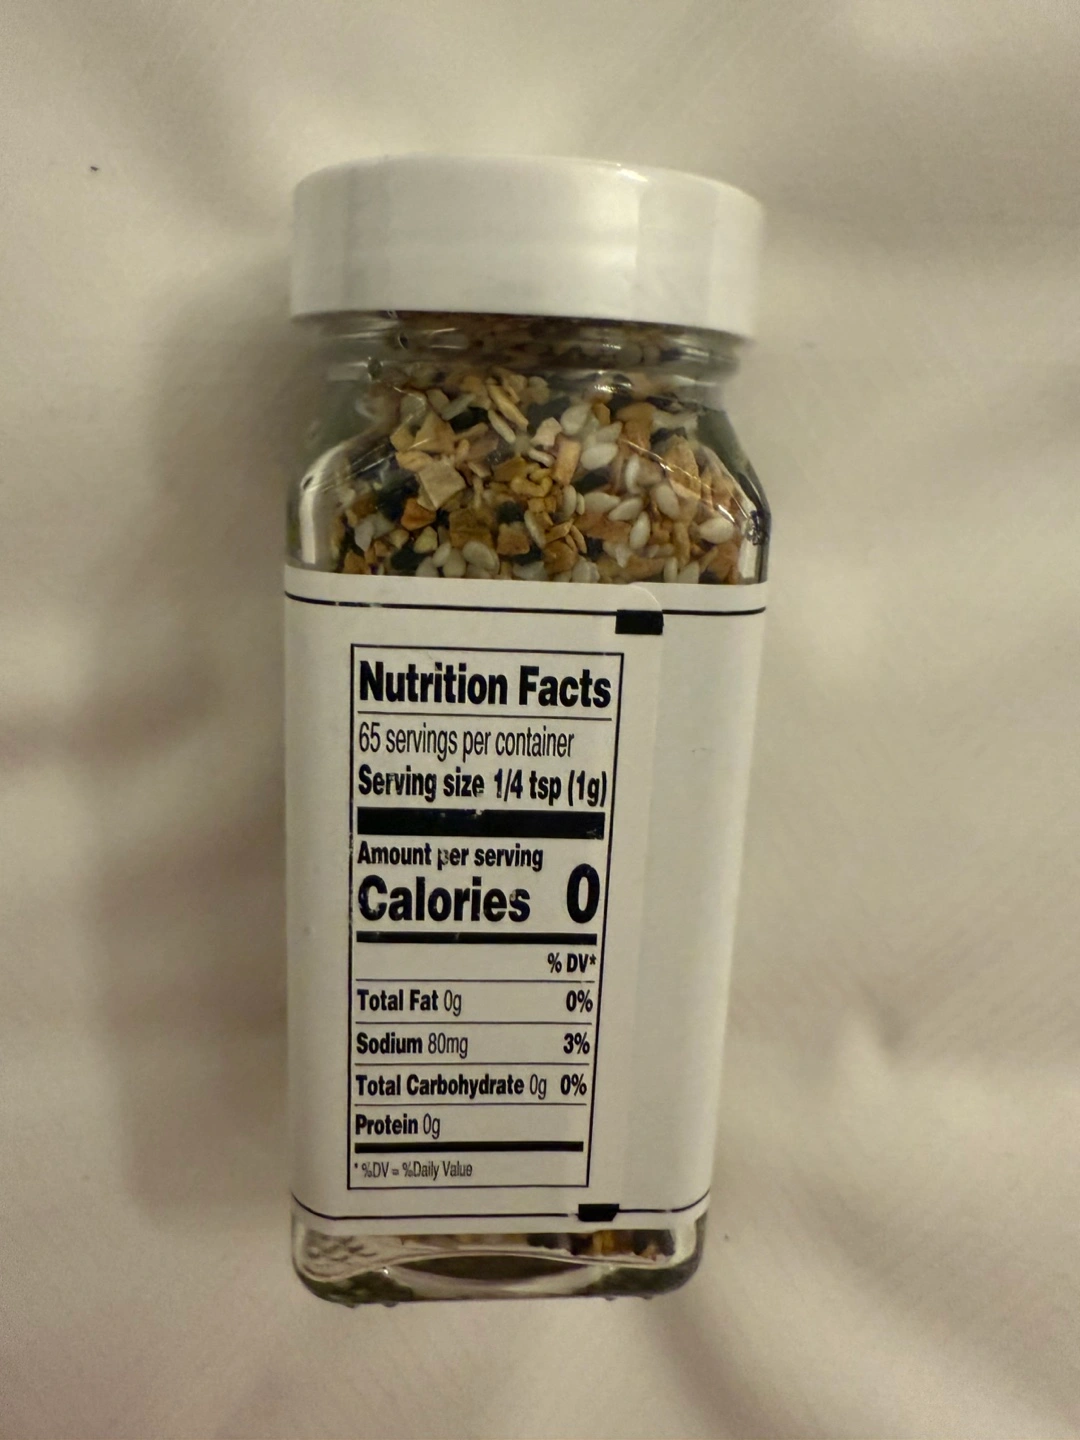 Nutrition Facts
65 servings per container
Serving size 1/4 tsp (1g)
Amount per serving
Calories 0
% DV*
Total Fat 0g 0%
Sodium 80mg 3%
Total Carbohydrate 0g 0%
Protein 0g
* %DV = %Daily Value